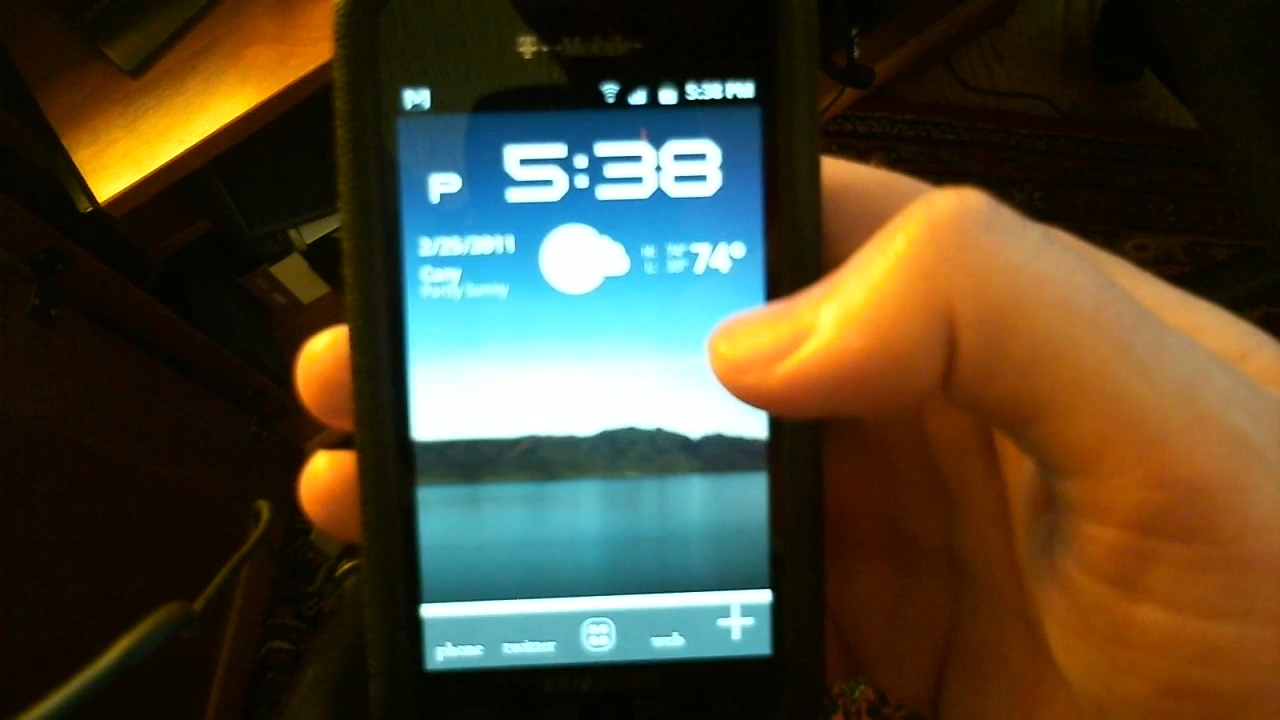 T-Mobile
5:38 PM
P 5:38
2/25/2011
Cary
Partly Sunny
74°
phone twitter web